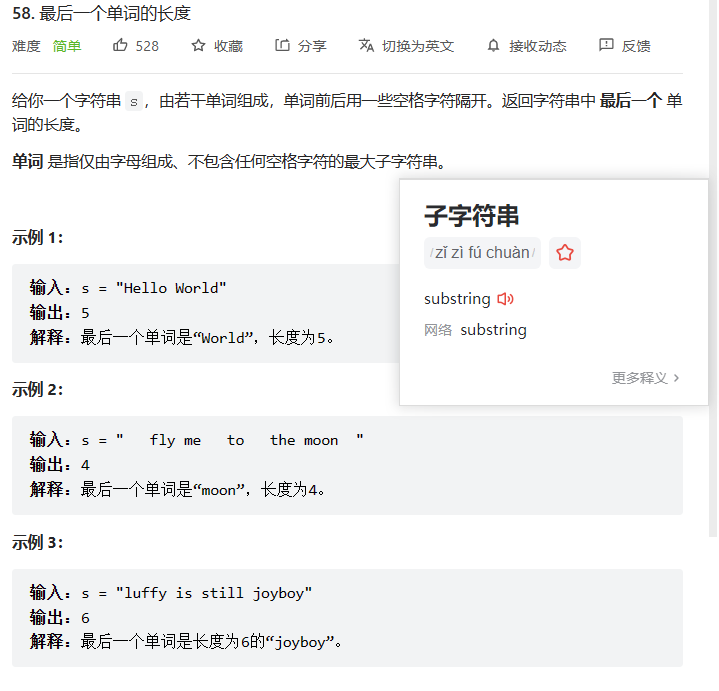 58. 最后一个单词的长度
难度 简单 528 收藏 分享 切换为英文 接收动态 反馈
给你一个字符串 s，由若干单词组成，单词前后用一些空格字符隔开。返回字符串中 最后一个 单
词的长度。
单词 是指仅由字母组成、不包含任何空格字符的最大子字符串。
子字符串
/zǐ zì fú chuàn/
substring
网络 substring
更多释义 >
示例 1：
输入：s = "Hello World"
输出：5
解释：最后一个单词是“World”，长度为5。
示例 2：
输入：s = "   fly me   to   the moon  "
输出：4
解释：最后一个单词是“moon”，长度为4。
示例 3：
输入：s = "luffy is still joyboy"
输出：6
解释：最后一个单词是长度为6的“joyboy”。